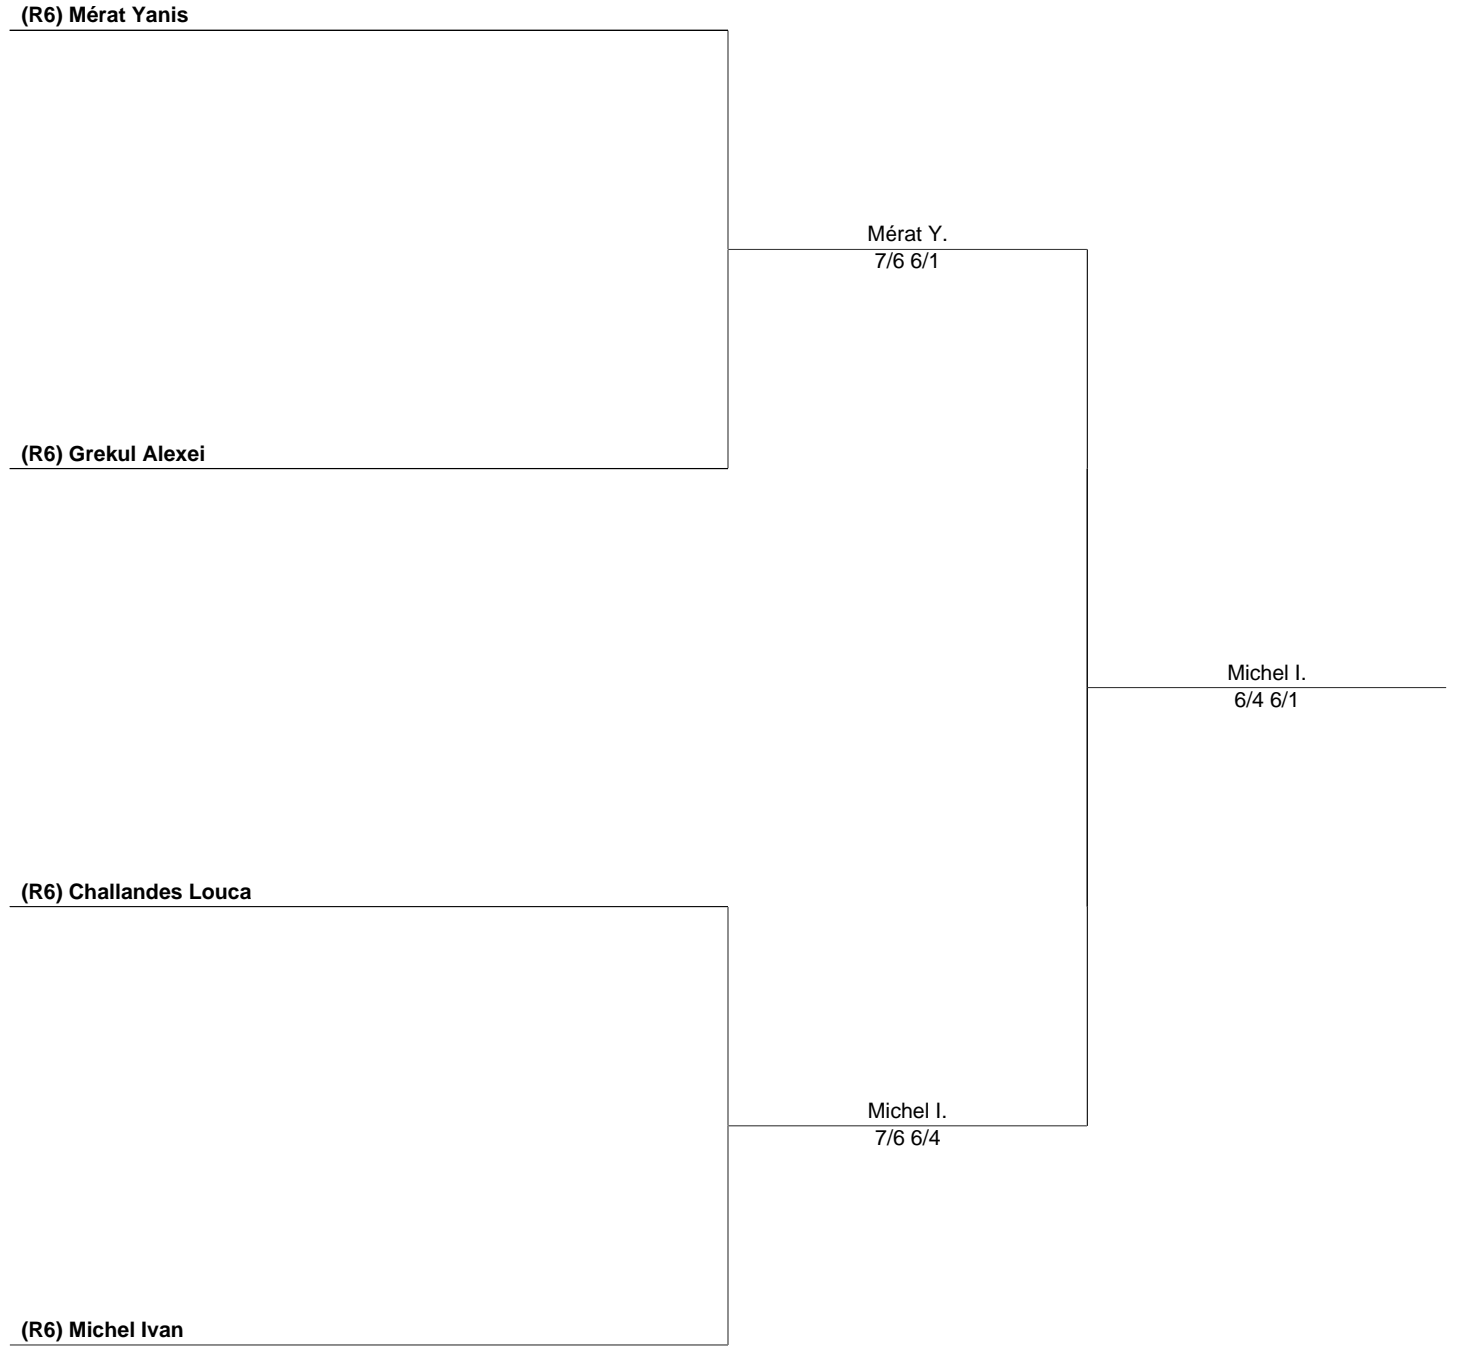 (R6) Mérat Yanis
Mérat Y.
7/6 6/1
(R6) Grekul Alexei
Michel I.
6/4 6/1
(R6) Challandes Louca
Michel I.
7/6 6/4
(R6) Michel Ivan